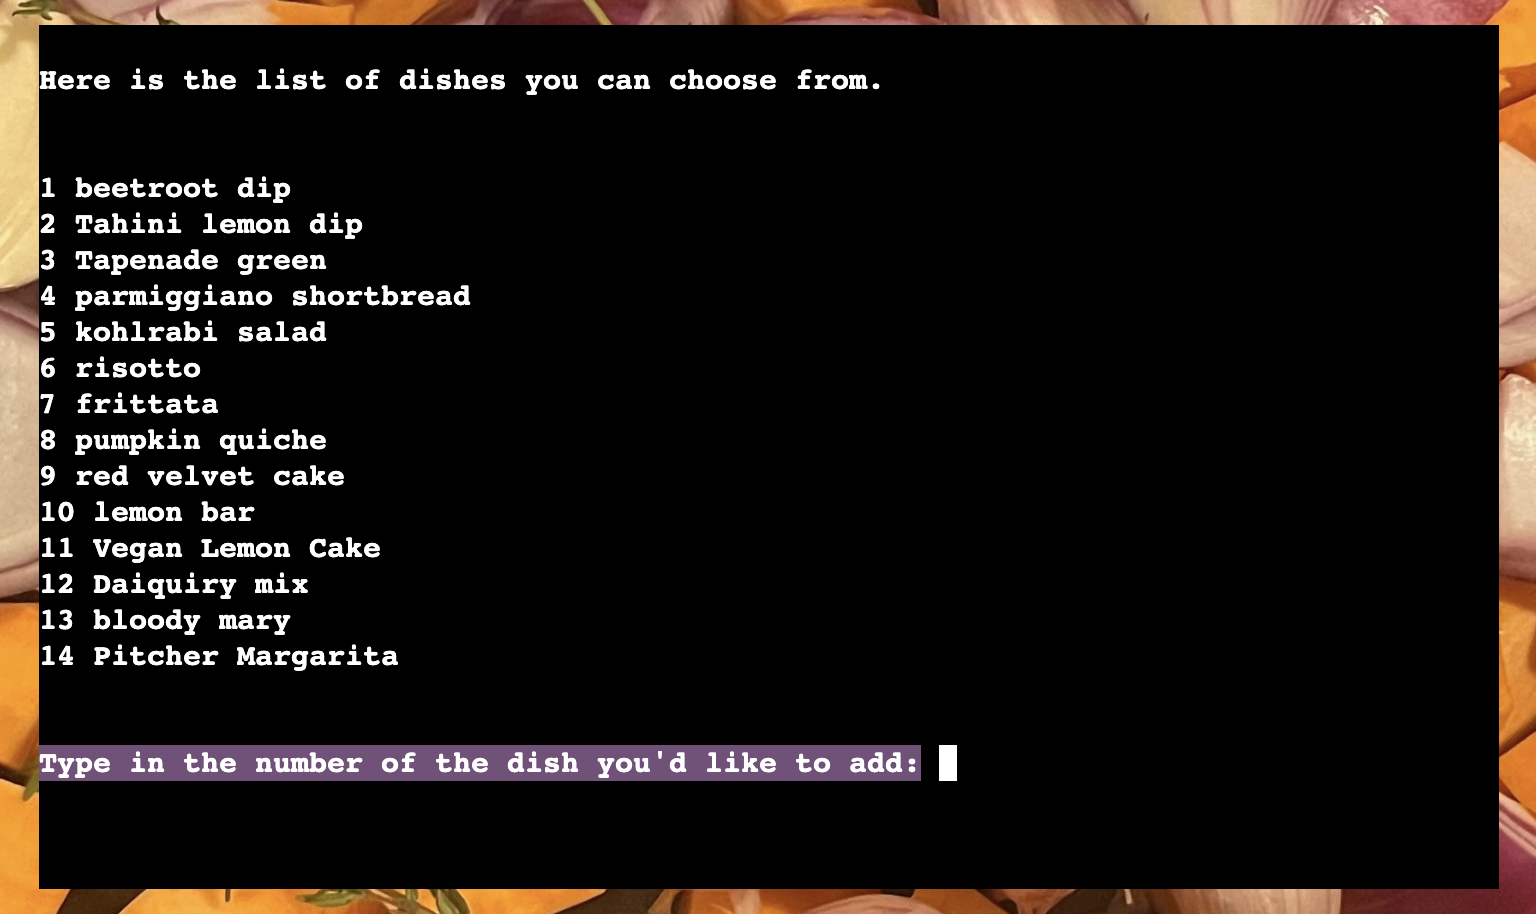 Here is the list of dishes you can choose from.
1 beetroot dip
2 Tahini lemon dip
3 Tapenade green
4 parmiggiano shortbread
5 kohlrabi salad
6 risotto
7 frittata
8 pumpkin quiche
9 red velvet cake
10 lemon bar
11 Vegan Lemon Cake
12 Daiquiry mix
13 bloody mary
14 Pitcher Margarita
Type in the number of the dish you'd like to add: